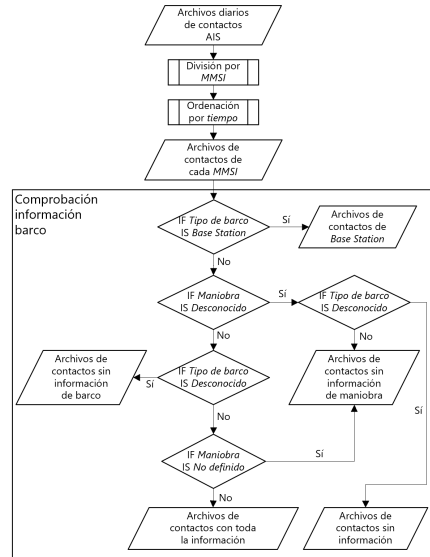 Archivos diarios
de contactos
AIS
División por
MMSI
Ordenación
por tiempo
Archivos de
contactos de
cada MMSI
Comprobación
información
barco
IF Tipo de barco
IS Base Station
Sí
Archivos de
contactos de
Base Station
No
IF Maniobra
IS Desconocido
Sí
IF Tipo de barco
IS Desconocido
No
No
Archivos de
contactos sin
información
de barco
Sí
IF Tipo de barco
IS Desconocido
Archivos de
contactos sin
información
de maniobra
Sí
No
IF Maniobra
IS No definido
Sí
No
Archivos de
contactos con toda
la información
Archivos de
contactos sin
información